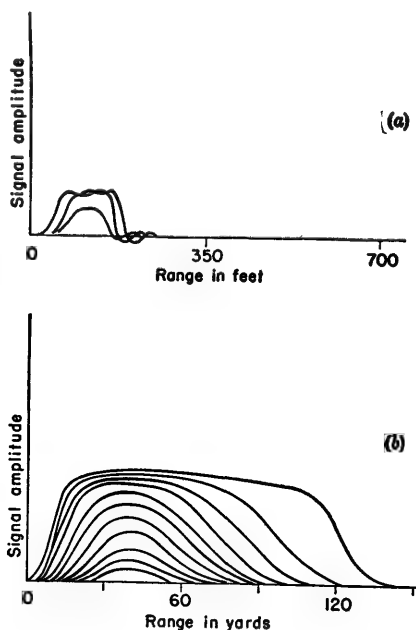 Signal amplitude
(a)
0
350
700
Range in feet
Signal amplitude
(b)
0
60
120
Range in yards